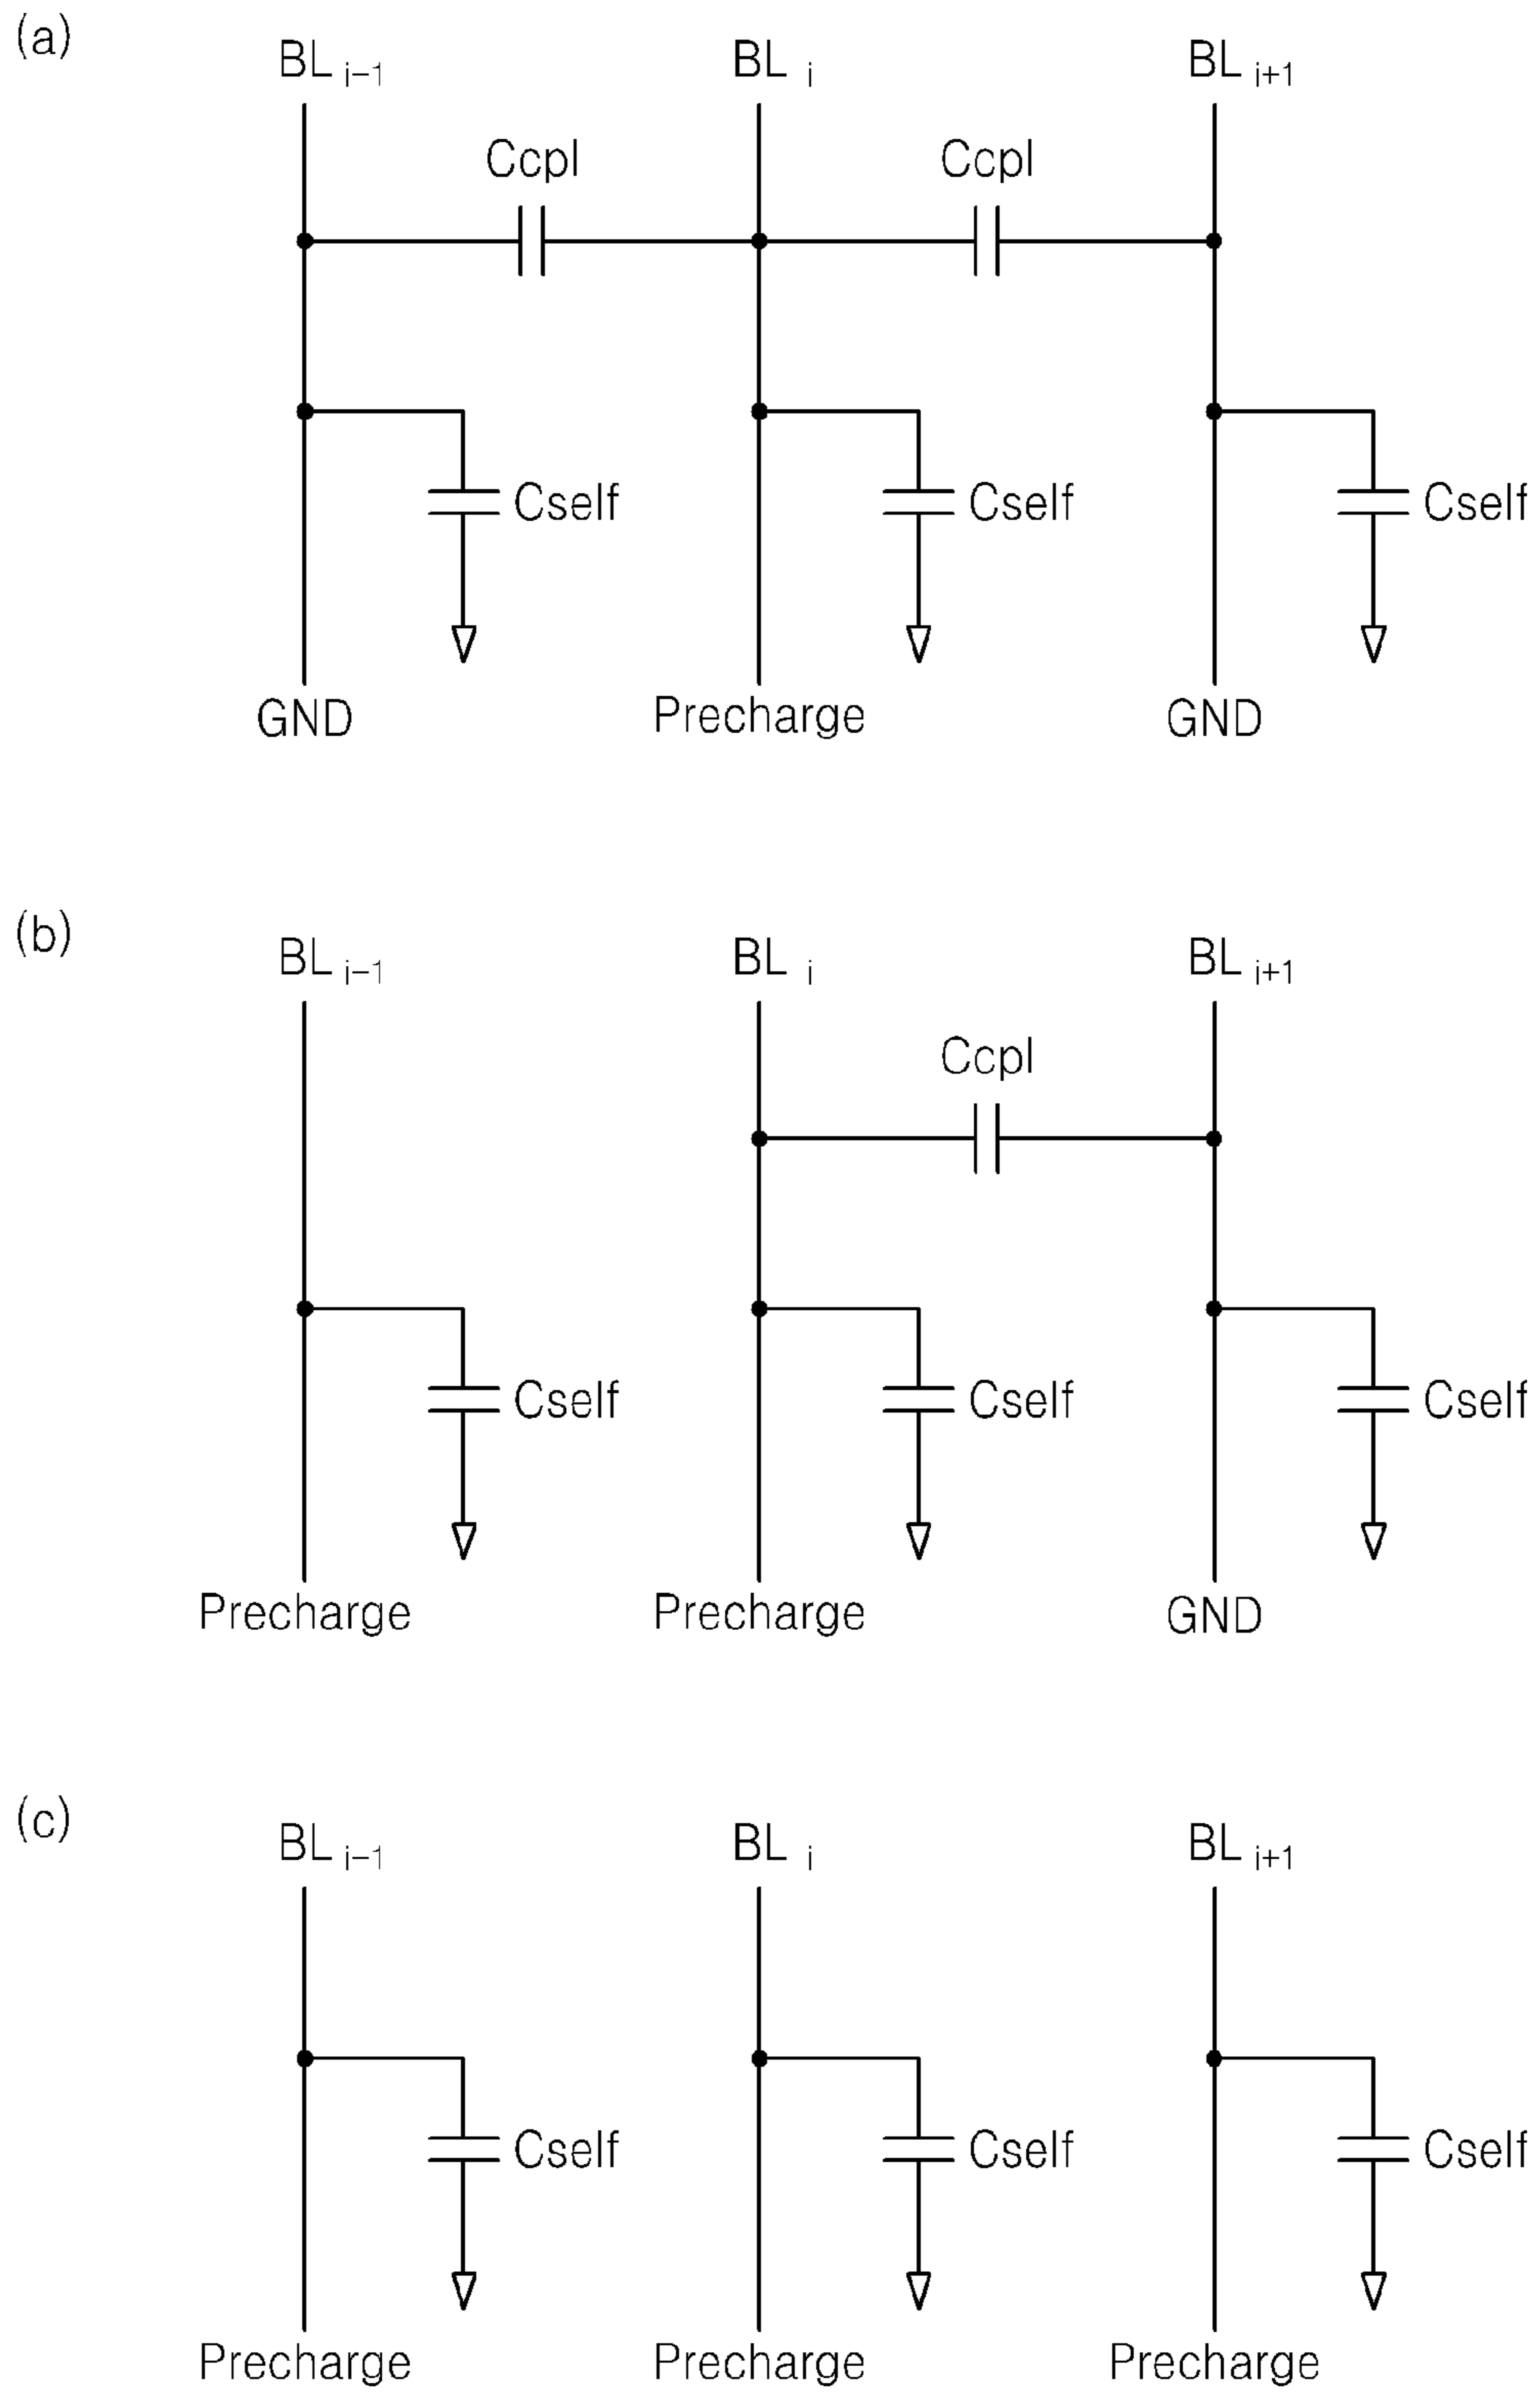 (a)
BL i−1 BL i BL i+1
Ccpl Ccpl
Cself Cself Cself
GND Precharge GND
(b)
BL i−1 BL i BL i+1
Ccpl
Cself Cself Cself
Precharge Precharge GND
(c)
BL i−1 BL i BL i+1
Cself Cself Cself
Precharge Precharge Precharge